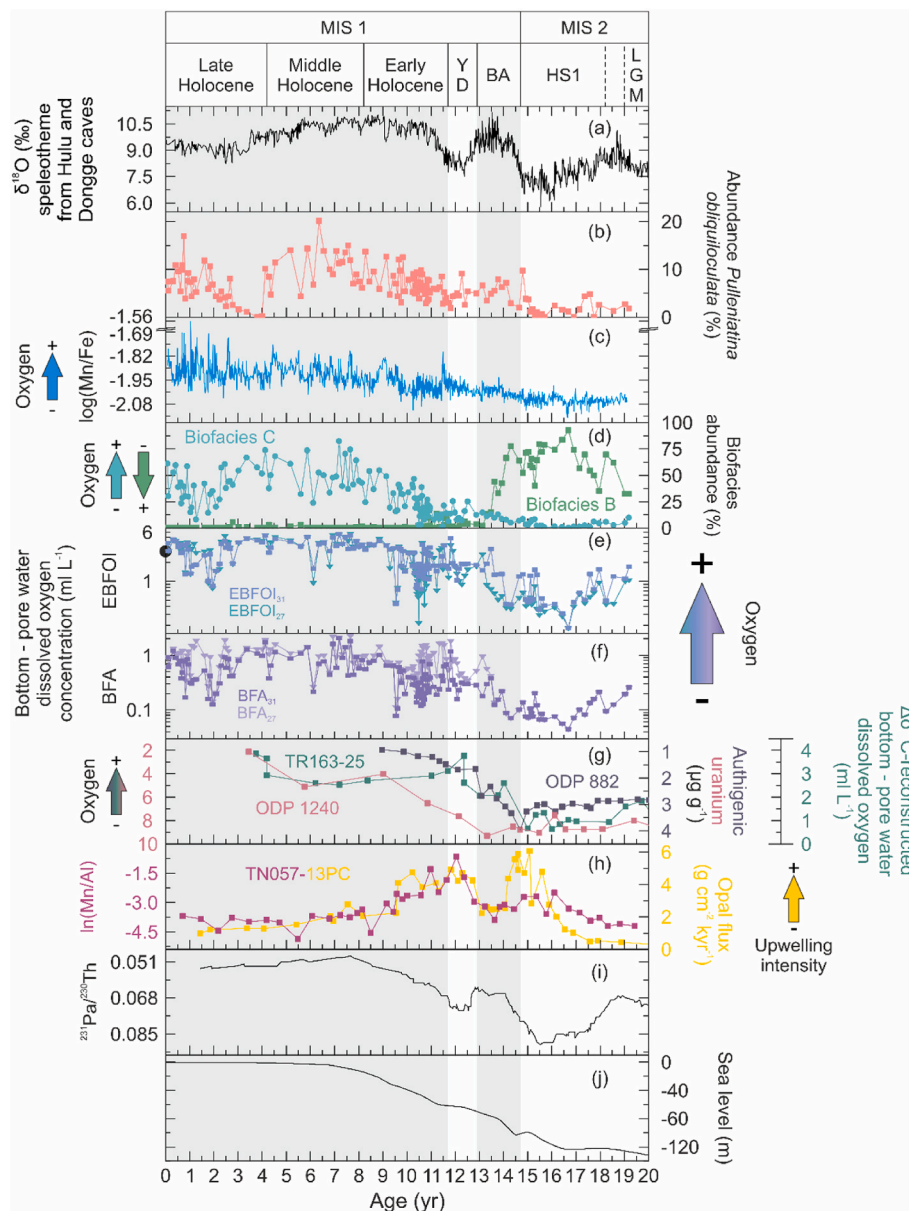 MIS 1
MIS 2
Late
Holocene
Middle
Holocene
Early
Holocene
Y
D
BA
HS1
L
G
M
δ¹⁸O (‰)
speleotheme
from Hulu and
Dongge caves
10.5
9.0
7.5
6.0
(a)
Abundance Pulleniatina
obliquiloculata (%)
20
10
0
(b)
Oxygen
+
-
log(Mn/Fe)
-1.56
-1.69
-1.82
-1.95
-2.08
(c)
Oxygen
+
-
-
+
Biofacies C
Biofacies B
(d)
100
75
50
25
0
Biofacies
abundance (%)
Bottom - pore water
dissolved oxygen
concentration (ml L⁻¹)
EBFOI
6
1
EBFOI₃₁
EBFOI₂₇
(e)
BFA
1
0.1
BFA₃₁
BFA₂₇
(f)
+
Oxygen
-
Oxygen
+
-
2
4
6
8
10
TR163-25
ODP 1240
ODP 882
(g)
1
2
3
4
Authigenic
uranium
(µg g⁻¹)
4
3
2
1
0
C-reconstructed
bottom - pore water
dissolved oxygen
(ml L⁻¹)
ln(Mn/Al)
-1.5
-3.0
-4.5
TN057-13PC
(h)
6
4
2
0
Opal flux
(g cm⁻² kyr⁻¹)
+
-
Upwelling
intensity
²³¹Pa/²³⁰Th
0.051
0.068
0.085
(i)
(j)
0
-40
-80
-120
Sea level (m)
0 1 2 3 4 5 6 7 8 9 10 11 12 13 14 15 16 17 18 19 20
Age (yr)